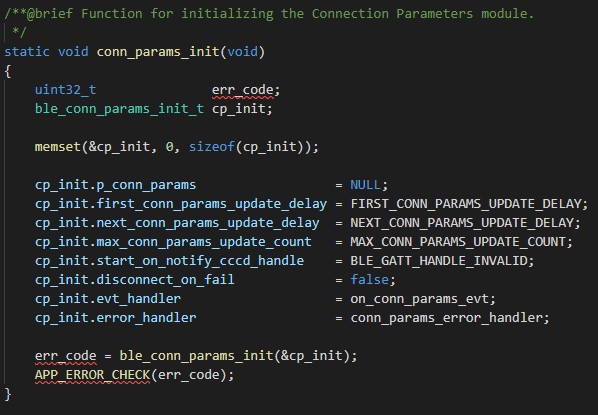 /**@brief Function for initializing the Connection Parameters module.
 */
static void conn_params_init(void)
{
    uint32_t               err_code;
    ble_conn_params_init_t cp_init;

    memset(&cp_init, 0, sizeof(cp_init));

    cp_init.p_conn_params                  = NULL;
    cp_init.first_conn_params_update_delay = FIRST_CONN_PARAMS_UPDATE_DELAY;
    cp_init.next_conn_params_update_delay  = NEXT_CONN_PARAMS_UPDATE_DELAY;
    cp_init.max_conn_params_update_count   = MAX_CONN_PARAMS_UPDATE_COUNT;
    cp_init.start_on_notify_cccd_handle    = BLE_GATT_HANDLE_INVALID;
    cp_init.disconnect_on_fail             = false;
    cp_init.evt_handler                    = on_conn_params_evt;
    cp_init.error_handler                  = conn_params_error_handler;

    err_code = ble_conn_params_init(&cp_init);
    APP_ERROR_CHECK(err_code);
}